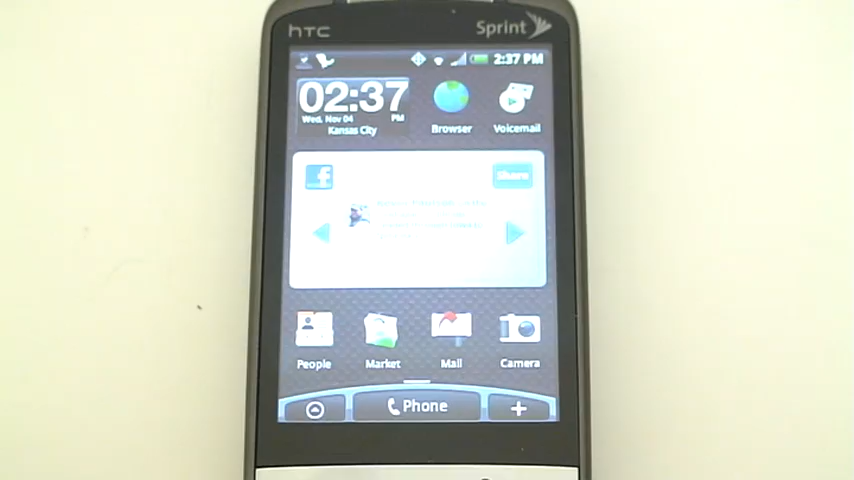 hTC
Sprint
2:37 PM
02:37
Wed, Nov 04 PM
Kansas City
Browser
Voicemail
f
Share
People
Market
Mail
Camera
Phone